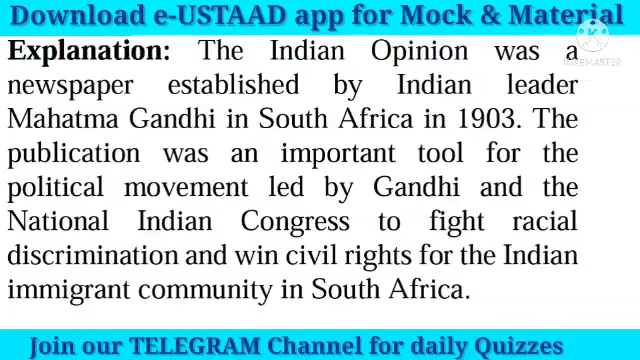 Download e-USTAAD app for Mock & Material
Explanation: The Indian Opinion was a
newspaper established by Indian leader
Mahatma Gandhi in South Africa in 1903. The
publication was an important tool for the
political movement led by Gandhi and the
National Indian Congress to fight racial
discrimination and win civil rights for the Indian
immigrant community in South Africa.
Join our TELEGRAM Channel for daily Quizzes